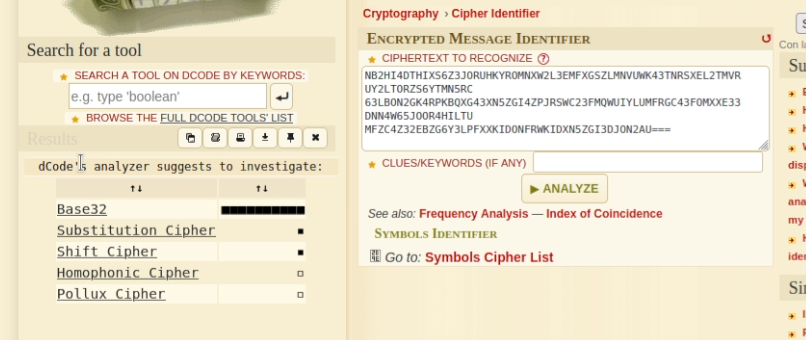 Cryptography › Cipher Identifier
Search for a tool
★ SEARCH A TOOL ON DCODE BY KEYWORDS:
e.g. type 'boolean'
★ BROWSE THE FULL DCODE TOOLS' LIST
Results
dCode's analyzer suggests to investigate:
↑↓ ↑↓
Base32 ■■■■■■■■■■
Substitution Cipher ■
Shift Cipher ■
Homophonic Cipher □
Pollux Cipher □
ENCRYPTED MESSAGE IDENTIFIER
★ CIPHERTEXT TO RECOGNIZE ?
NB2HI4DTHIXS6Z3JORUHKYROMNXW2L3EMFXGSZLMNVUWK43TNRSXEL2TMVR
UY2LTORZS6YTMN5RC
63LBON2GK4RPKBQXG43XN5ZGI4ZPJRSWC23FMQWUIYLUMFRGC43FOMXXE33
DNN4W65JOOR4HILTU
MFZC4Z32EBZG6Y3LPFXXKIDONFRWKIDXN5ZGI3DJON2AU===
★ CLUES/KEYWORDS (IF ANY)
▶ ANALYZE
See also: Frequency Analysis — Index of Coincidence
SYMBOLS IDENTIFIER
Go to: Symbols Cipher List
Con la
Su
disp
ana
my
iden
Si